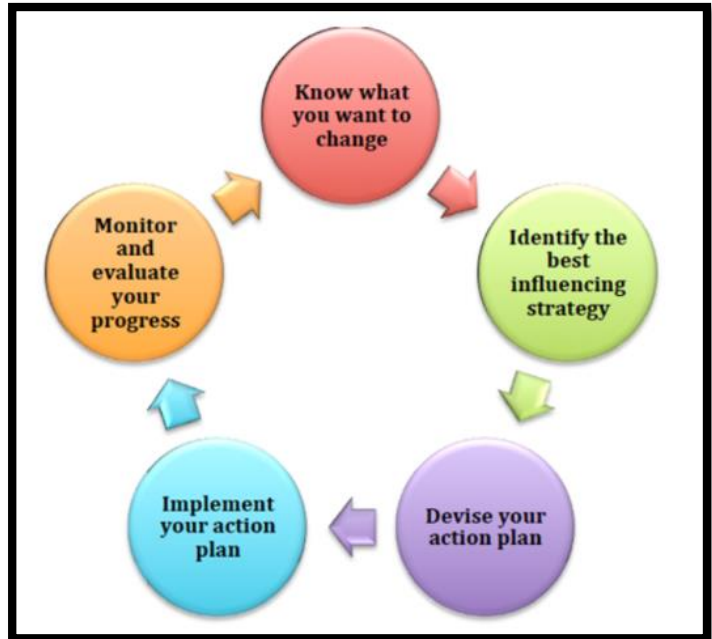 Know what
you want to
change
Identify the
best
influencing
strategy
Devise your
action plan
Implement
your action
plan
Monitor
and
evaluate
your
progress